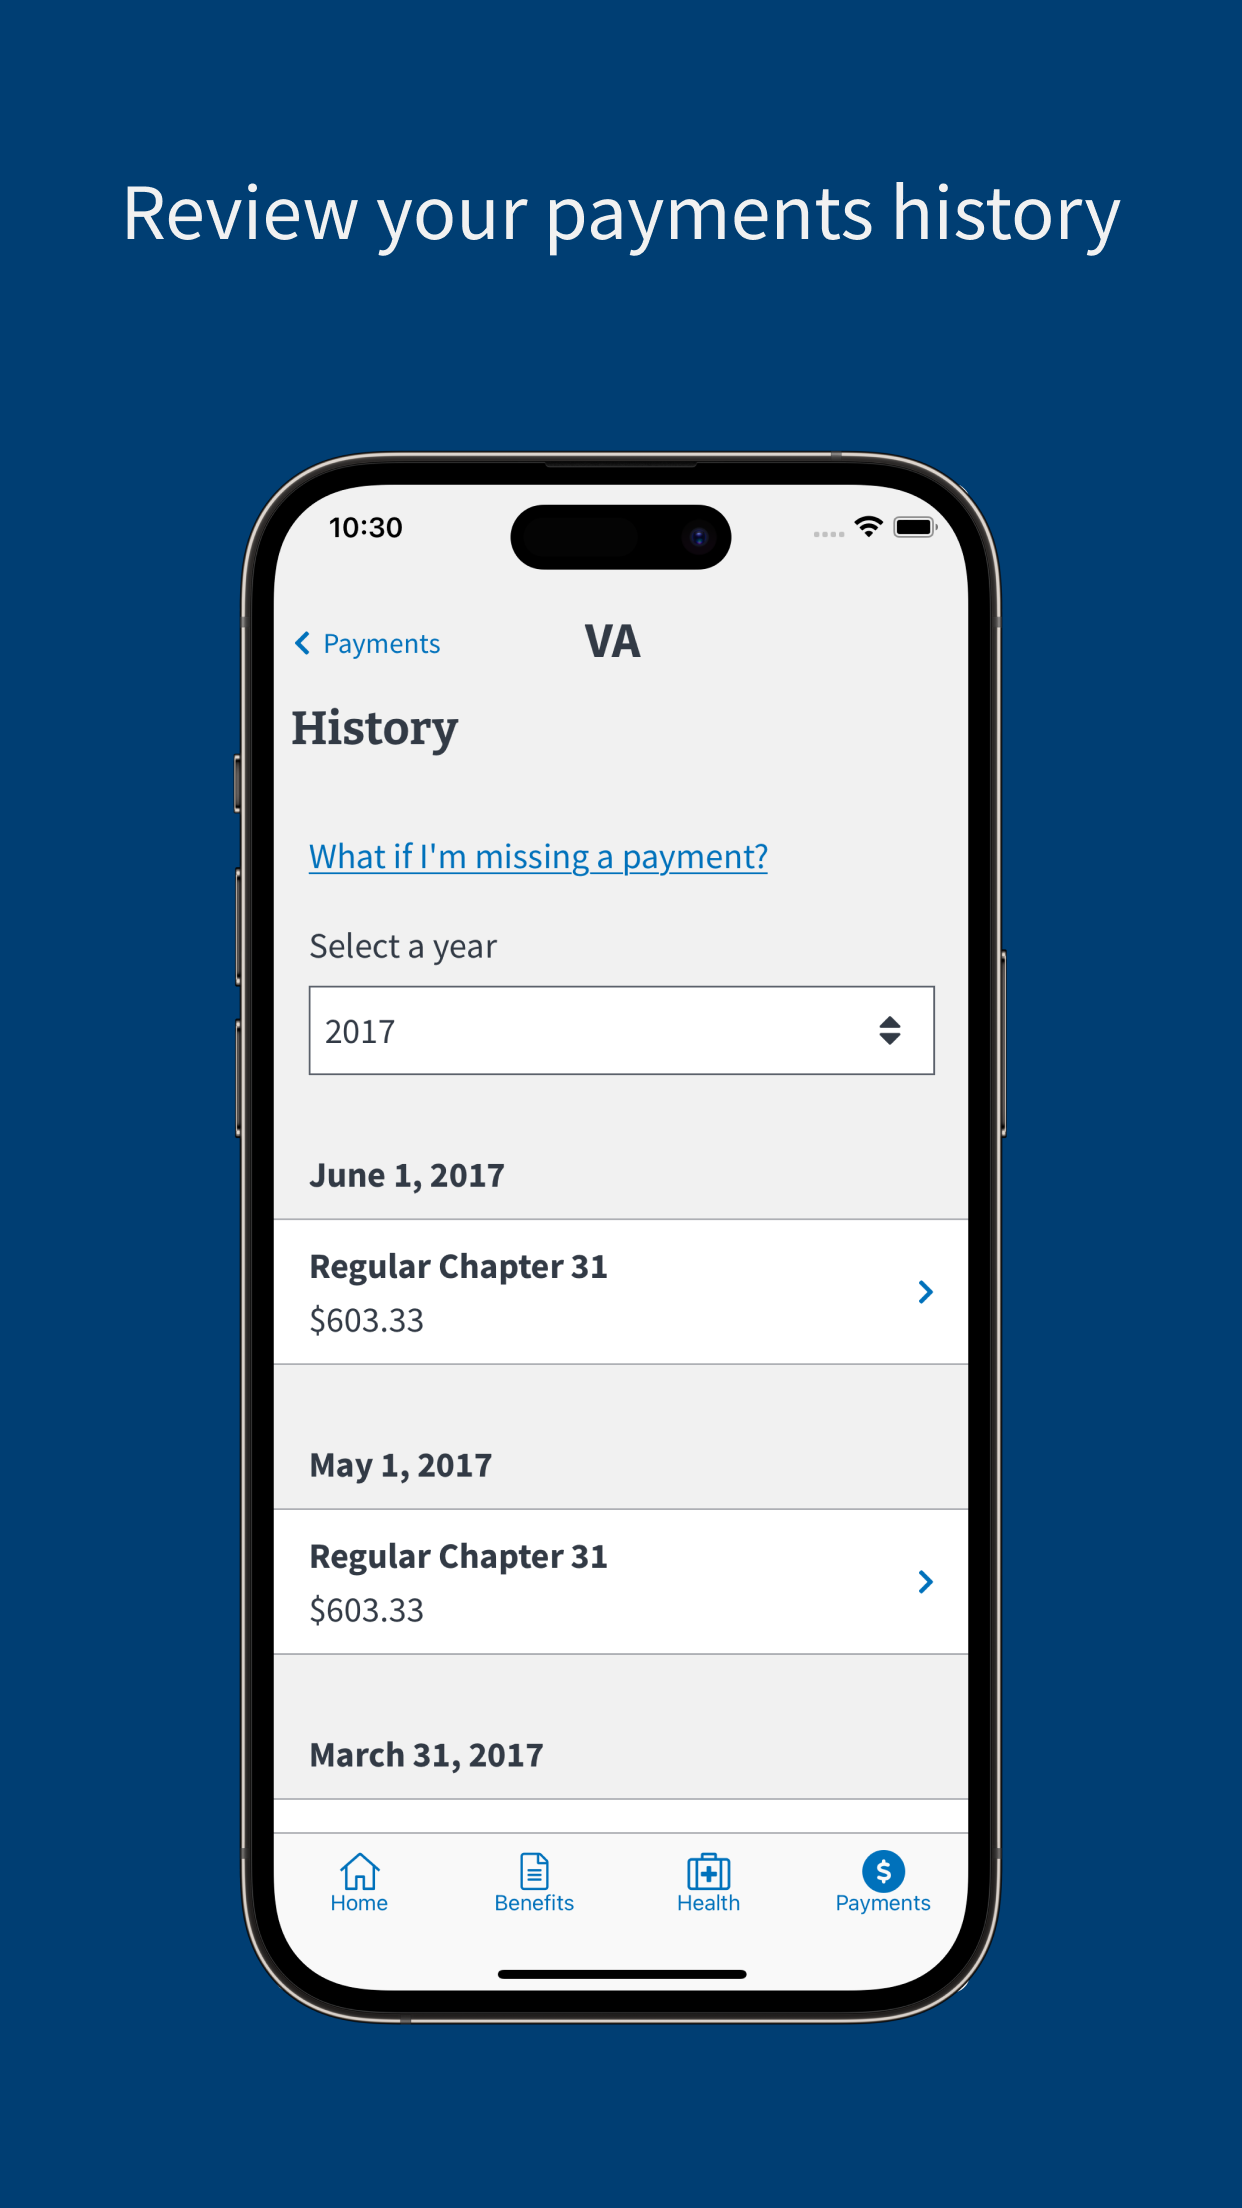 Review your payments history
10:30
Payments
VA
History
What if I'm missing a payment?
Select a year
2017
June 1, 2017
Regular Chapter 31
$603.33
May 1, 2017
Regular Chapter 31
$603.33
March 31, 2017
Home
Benefits
Health
Payments